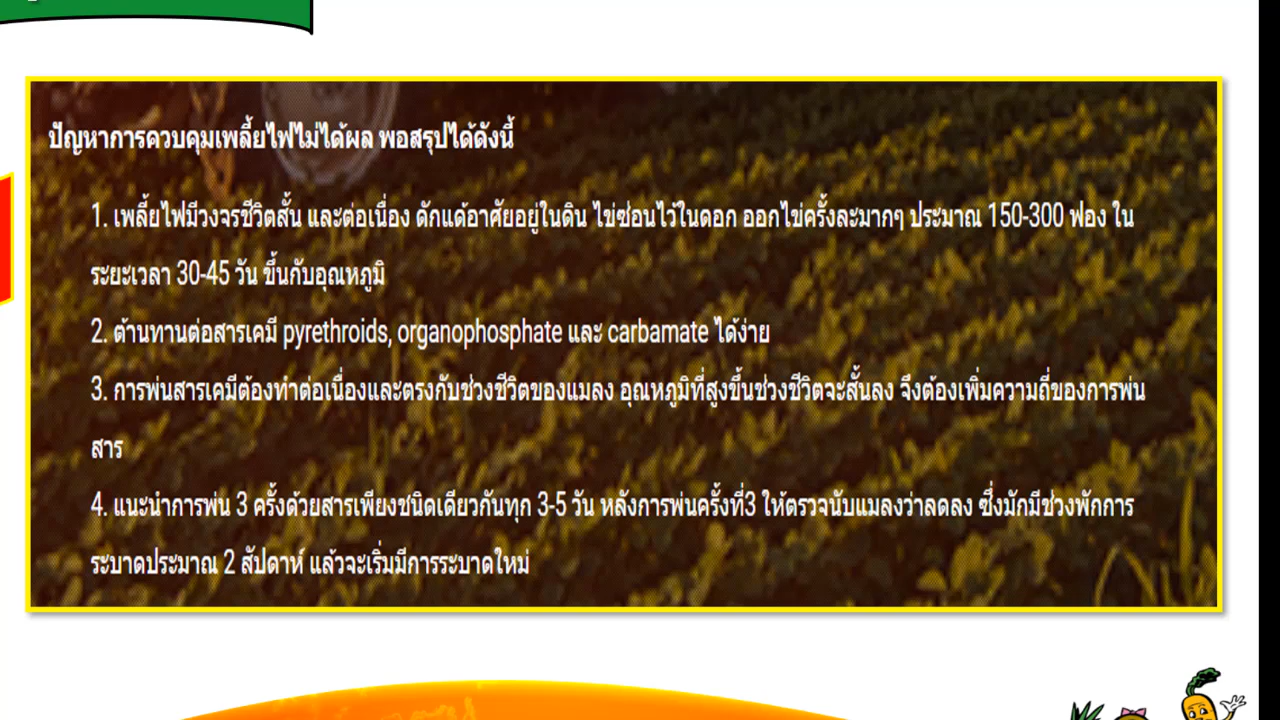 ปัญหาการควบคุมเพลี้ยไฟไม่ได้ผล พอสรุปได้ดังนี้
1. เพลี้ยไฟมีวงจรชีวิตสั้น และต่อเนื่อง ดักแด้อาศัยอยู่ในดิน ไข่ซ่อนไว้ในดอก ออกไข่ครั้งละมากๆ ประมาณ 150-300 ฟอง ใน
ระยะเวลา 30-45 วัน ขึ้นกับอุณหภูมิ
2. ต้านทานต่อสารเคมี pyrethroids, organophosphate และ carbamate ได้ง่าย
3. การพ่นสารเคมีต้องทำต่อเนื่องและตรงกับช่วงชีวิตของแมลง อุณหภูมิที่สูงขึ้นช่วงชีวิตจะสั้นลง จึงต้องเพิ่มความถี่ของการพ่น
สาร
4. แนะนำการพ่น 3 ครั้งด้วยสารเพียงชนิดเดียวกันทุก 3-5 วัน หลังการพ่นครั้งที่3 ให้ตรวจนับแมลงว่าลดลง ซึ่งมักมีช่วงพักการ
ระบาดประมาณ 2 สัปดาห์ แล้วจะเริ่มมีการระบาดใหม่